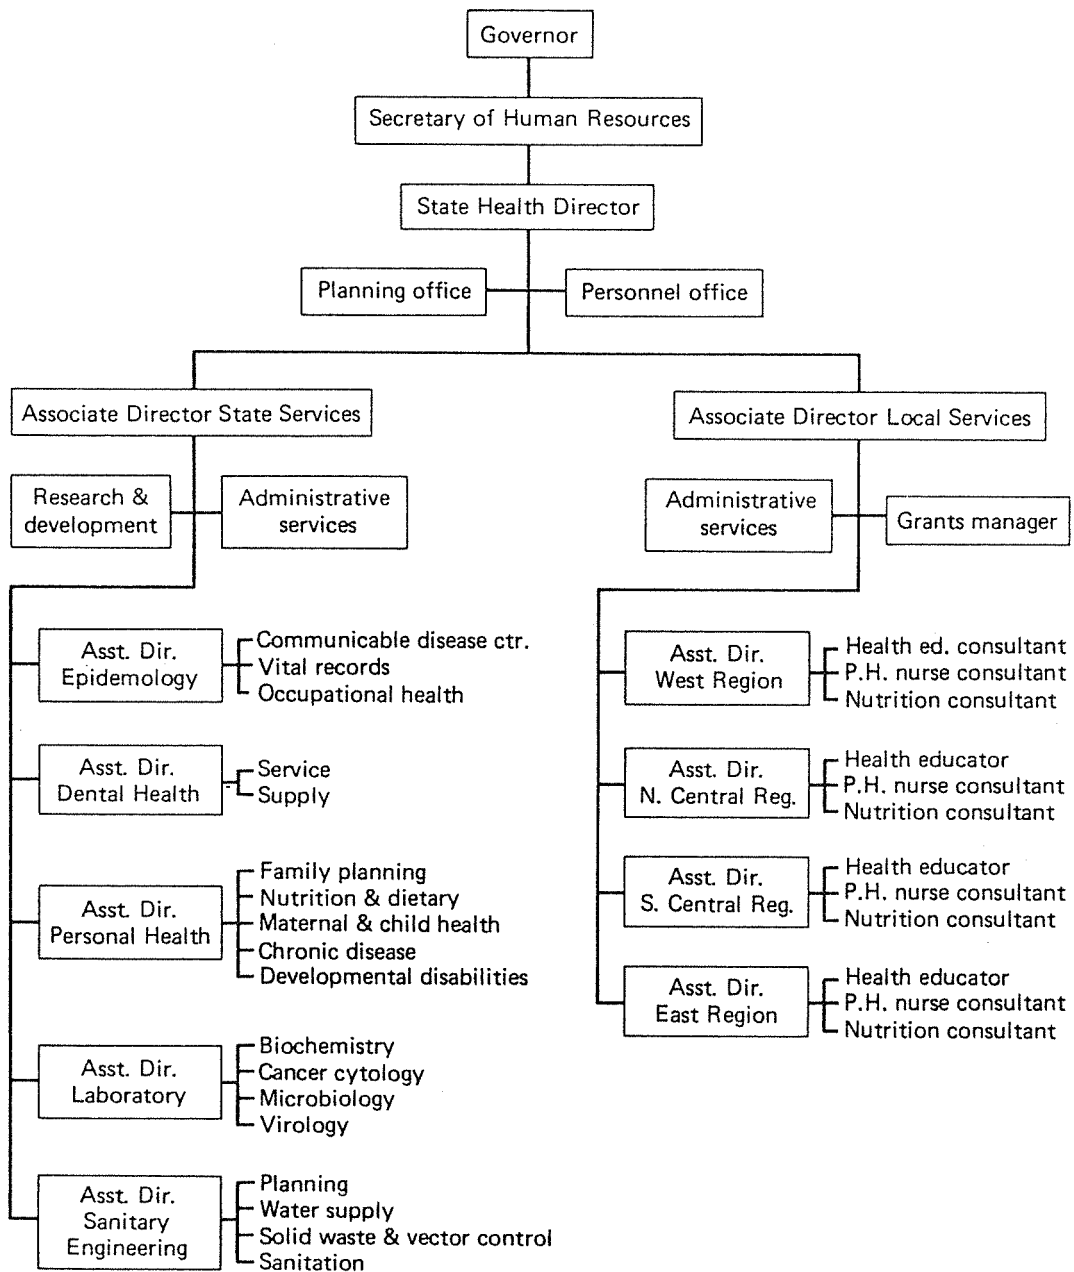 Governor
Secretary of Human Resources
State Health Director
Planning office
Personnel office
Associate Director State Services
Associate Director Local Services
Research &
development
Administrative
services
Administrative
services
Grants manager
Asst. Dir.
Epidemology
Communicable disease ctr.
Vital records
Occupational health
Asst. Dir.
Dental Health
Service
Supply
Asst. Dir.
Personal Health
Family planning
Nutrition & dietary
Maternal & child health
Chronic disease
Developmental disabilities
Asst. Dir.
Laboratory
Biochemistry
Cancer cytology
Microbiology
Virology
Asst. Dir.
Sanitary
Engineering
Planning
Water supply
Solid waste & vector control
Sanitation
Asst. Dir.
West Region
Health ed. consultant
P.H. nurse consultant
Nutrition consultant
Asst. Dir.
N. Central Reg.
Health educator
P.H. nurse consultant
Nutrition consultant
Asst. Dir.
S. Central Reg.
Health educator
P.H. nurse consultant
Nutrition consultant
Asst. Dir.
East Region
Health educator
P.H. nurse consultant
Nutrition consultant